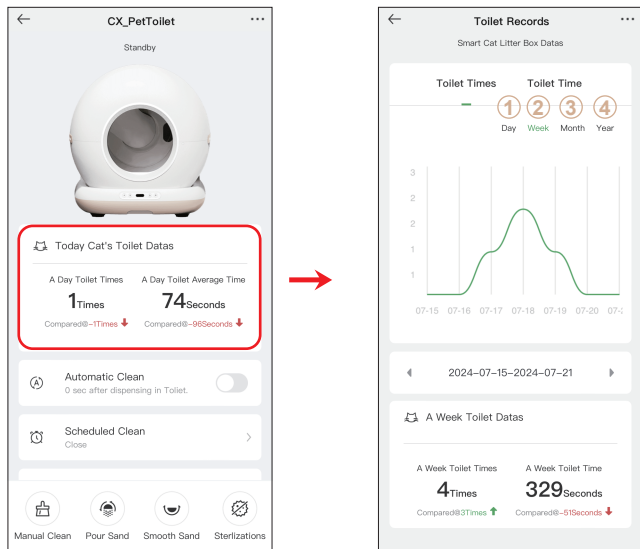 CX_PetToilet
Standby
Today Cat's Toilet Datas
A Day Toilet Times A Day Toilet Average Time
1Times 74Seconds
Compared@-1Times Compared@-96Seconds
Automatic Clean
0 sec after dispensing in Toliet.
Scheduled Clean
Close
Manual Clean Pour Sand Smooth Sand Sterlizations
Toilet Records
Smart Cat Litter Box Datas
Toilet Times Toilet Time
1 2 3 4
Day Week Month Year
3
2
2
1
1
07-15 07-16 07-17 07-18 07-19 07-20 07-2
2024-07-15-2024-07-21
A Week Toilet Datas
A Week Toilet Times A Week Toilet Time
4Times 329Seconds
Compared@3Times Compared@-51Seconds